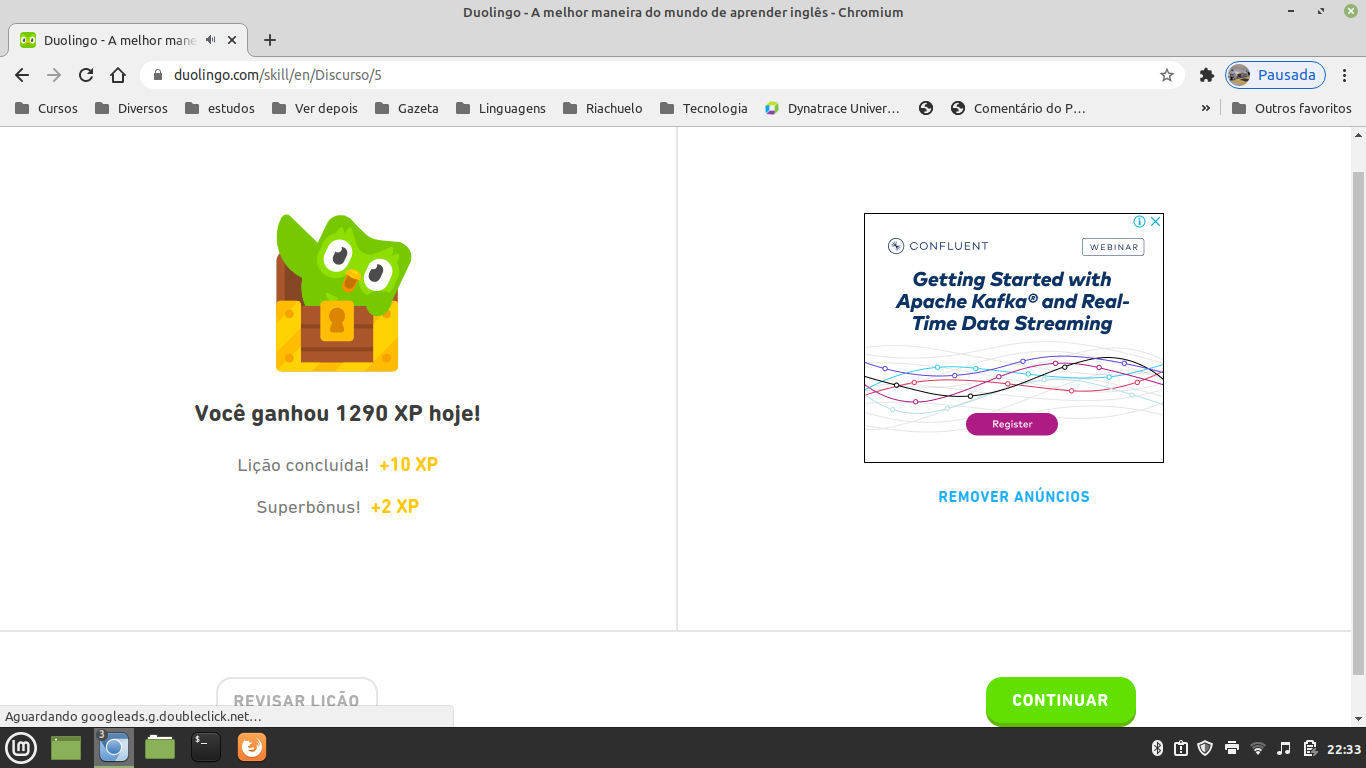 Duolingo - A melhor maneira do mundo de aprender inglês - Chromium
Duolingo - A melhor mane
duolingo.com/skill/en/Discurso/5
Pausada
Cursos
Diversos
estudos
Ver depois
Gazeta
Linguagens
Riachuelo
Tecnologia
Dynatrace Univer…
Comentário do P…
»
Outros favoritos
CONFLUENT
WEBINAR
Getting Started with
Apache Kafka® and Real-
Time Data Streaming
Register
REMOVER ANÚNCIOS
Você ganhou 1290 XP hoje!
Lição concluída! +10 XP
Superbônus! +2 XP
REVISAR LIÇÃO
CONTINUAR
Aguardando googleads.g.doubleclick.net…
3
$_
22:33